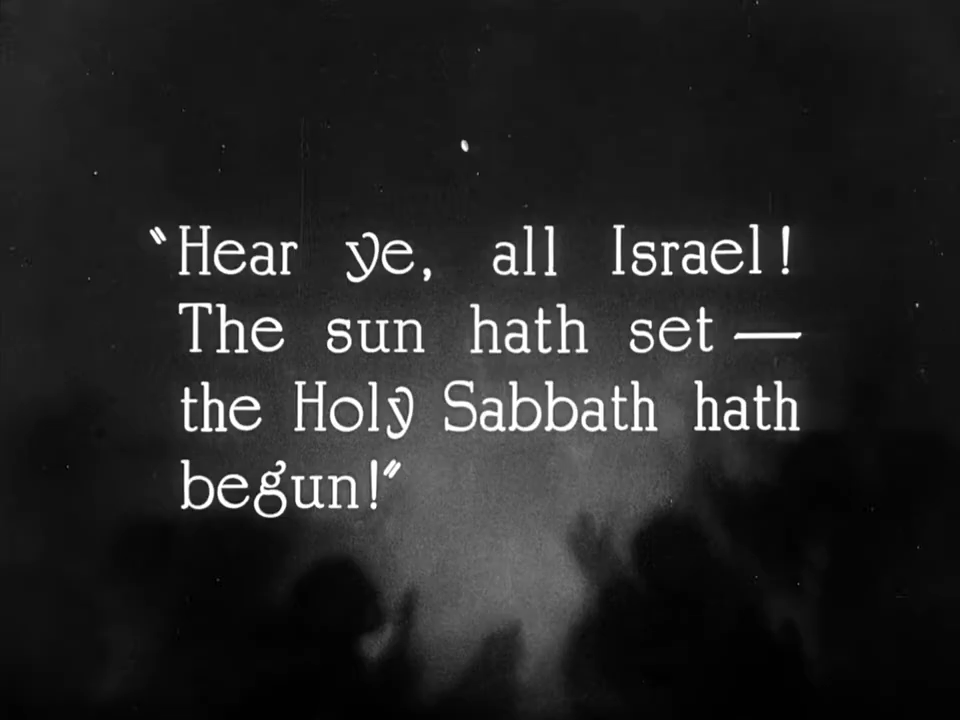 "Hear ye, all Israel!
The sun hath set —
the Holy Sabbath hath
begun!"